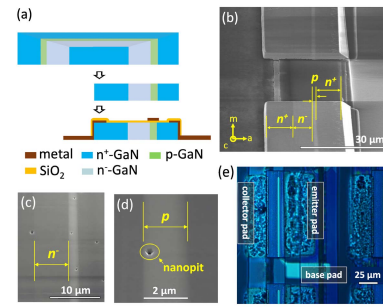 (a)
metal
n⁺-GaN
p-GaN
SiO₂
n⁻-GaN
(b)
p
n⁺
n⁺
n⁻
m
c
a
30 μm
(c)
n⁻
10 μm
(d)
p
nanopit
2 μm
(e)
collector pad
emitter pad
base pad
25 μm